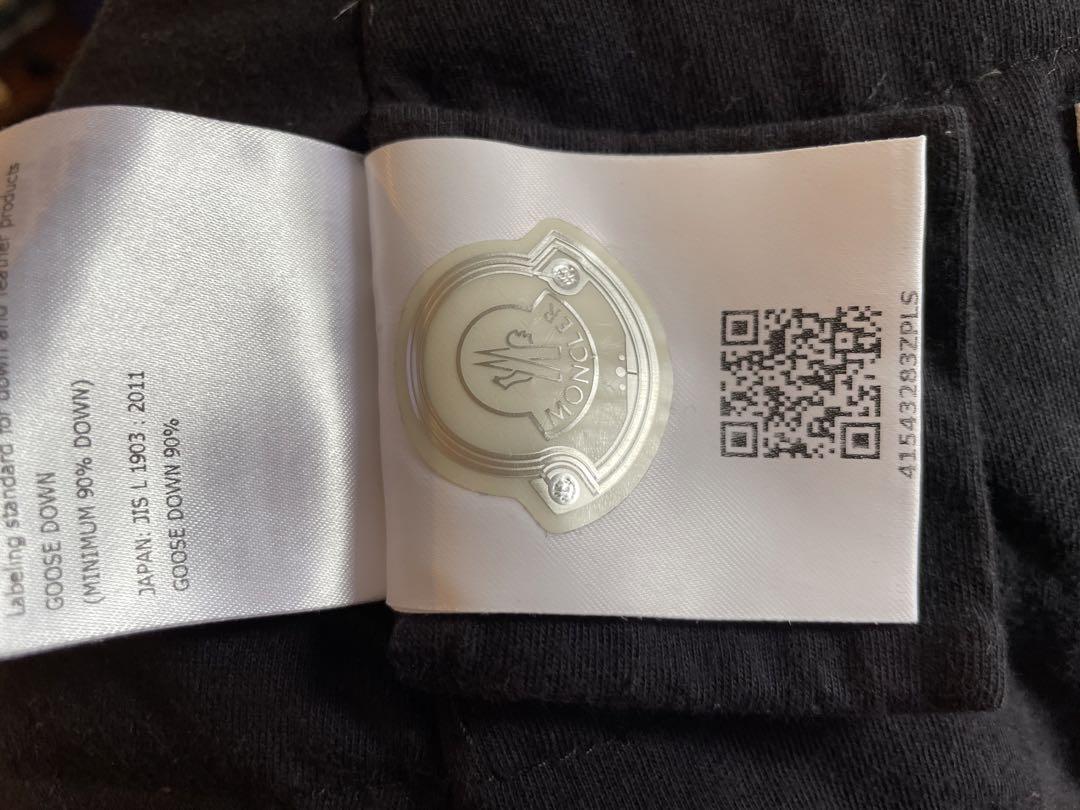 Labeling standard for down and feather products
GOOSE DOWN
(MINIMUM 90% DOWN)
JAPAN: JIS L 1903 : 2011
GOOSE DOWN 90%
MONCLER
41543283ZPLS